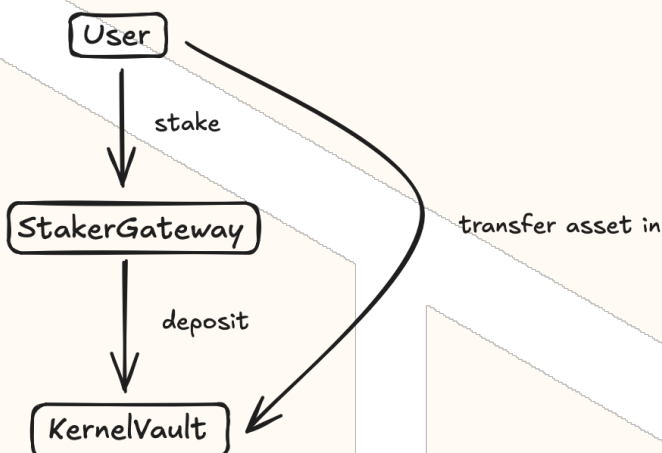 User
stake
StakerGateway
transfer asset in
deposit
KernelVault